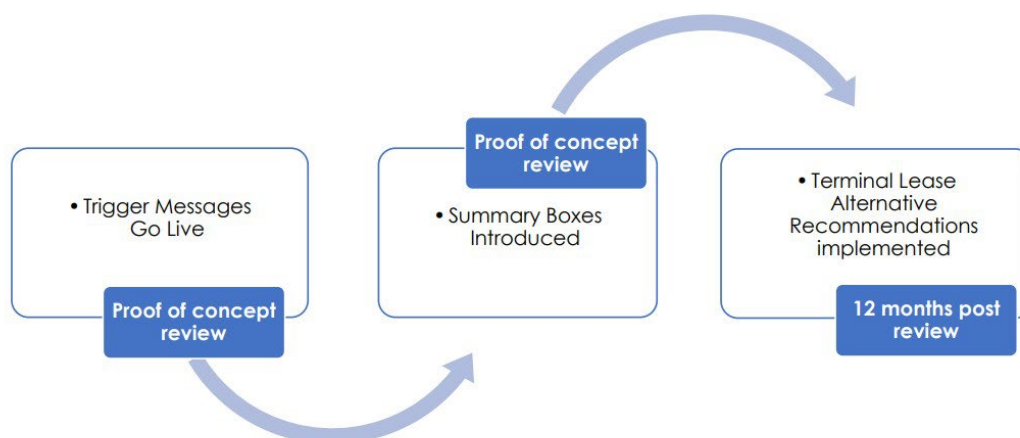 • Trigger Messages
Go Live
Proof of concept
review
Proof of concept
review
• Summary Boxes
Introduced
• Terminal Lease
Alternative
Recommendations
implemented
12 months post
review